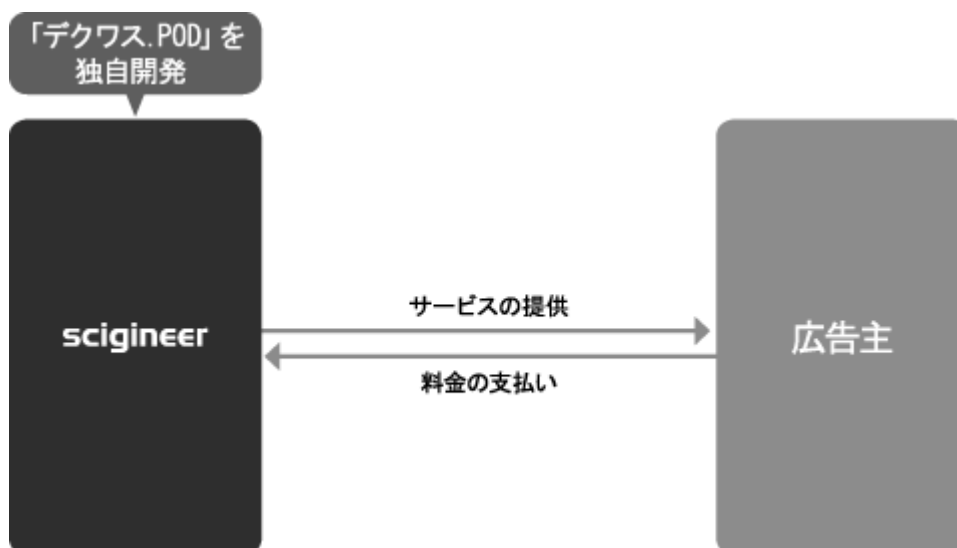 「デクワス.POD」を
独自開発
サービスの提供
scigineer
広告主
料金の支払い